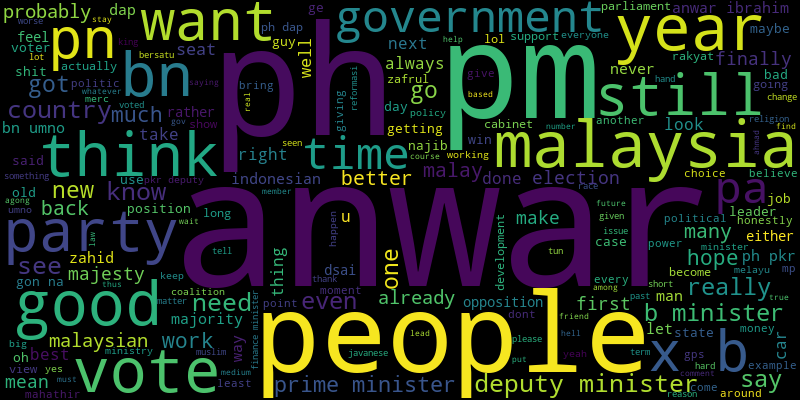 probably dap stay want government parliament anwar ibrahim
worse pn ge ph dap next lol support everyone year maybe
feel voter actually bersatu king guy well help rakyat finally
shit politic lot bn seat always zafrul give never hand bad
got saying bring ph pm still going
whatever voted real reformasi go based another change
country much merc gov rather giving day policy cabinet look religion
bn umno take show getting number find
said think right seen time najib win working malaysia
use pkr deputy course malay choice believe
something new know indonesian better done election race pa
old member job
agong back position long u make future political leader
umno wait given many honestly
party law tell happen case issue power minister either
see zahid dsai one development tun hope ph pkr
majesty thing every become melayu mp
gon na thus keep thank among short
good coalition moment already opposition first man really true
need matter point even dont past b minister
big majority finance minister friend let state money
malaysian work people lead please hell car
oh ministry way javanese yeah term gps example
best muslim put x b
mean view yes vote medium hard say
must least prime minister deputy minister come around
mahathir comment reason